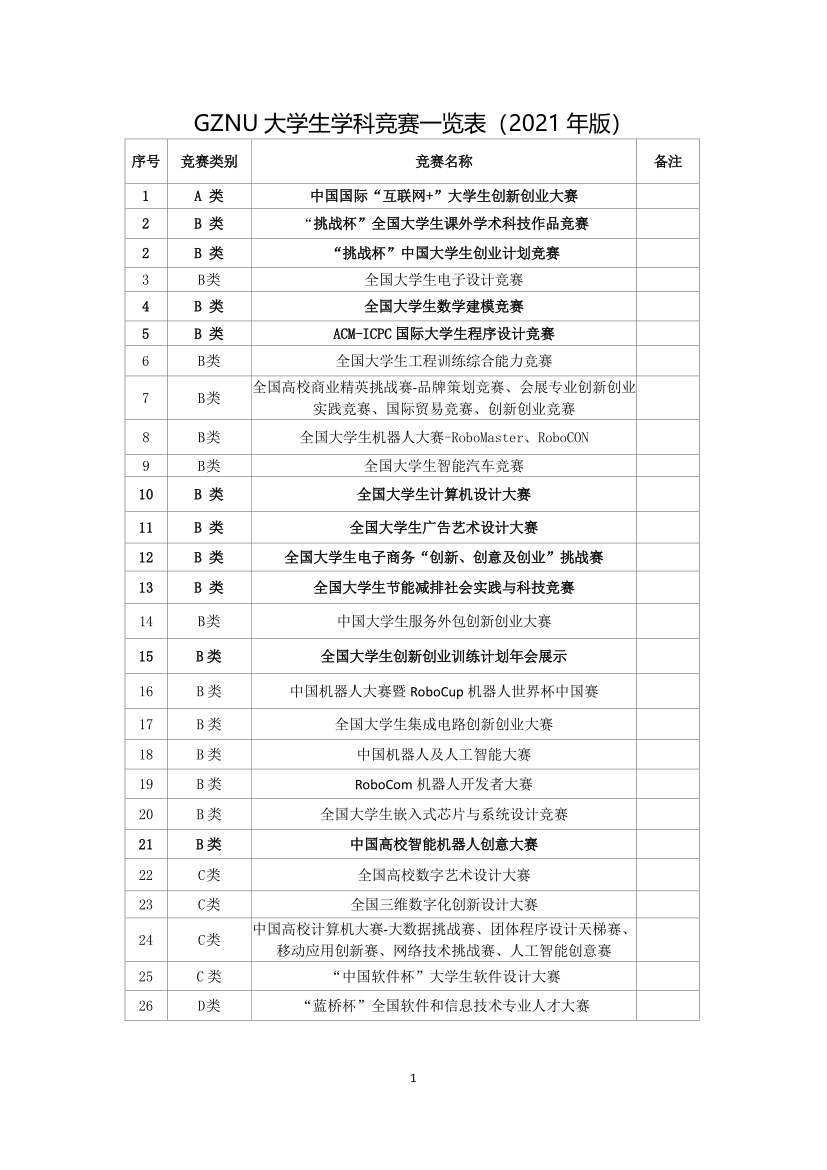 GZNU 大学生学科竞赛一览表（2021 年版）
序号 竞赛类别 竞赛名称 备注
1 A 类 中国国际“互联网+”大学生创新创业大赛
2 B 类 “挑战杯”全国大学生课外学术科技作品竞赛
2 B 类 “挑战杯”中国大学生创业计划竞赛
3 B类 全国大学生电子设计竞赛
4 B 类 全国大学生数学建模竞赛
5 B 类 ACM-ICPC 国际大学生程序设计竞赛
6 B类 全国大学生工程训练综合能力竞赛
7 B类 全国高校商业精英挑战赛-品牌策划竞赛、会展专业创新创业
实践竞赛、国际贸易竞赛、创新创业竞赛
8 B类 全国大学生机器人大赛-RoboMaster、RoboCON
9 B类 全国大学生智能汽车竞赛
10 B 类 全国大学生计算机设计大赛
11 B 类 全国大学生广告艺术设计大赛
12 B 类 全国大学生电子商务“创新、创意及创业”挑战赛
13 B 类 全国大学生节能减排社会实践与科技竞赛
14 B类 中国大学生服务外包创新创业大赛
15 B 类 全国大学生创新创业训练计划年会展示
16 B 类 中国机器人大赛暨 RoboCup 机器人世界杯中国赛
17 B 类 全国大学生集成电路创新创业大赛
18 B 类 中国机器人及人工智能大赛
19 B 类 RoboCom 机器人开发者大赛
20 B 类 全国大学生嵌入式芯片与系统设计竞赛
21 B 类 中国高校智能机器人创意大赛
22 C类 全国高校数字艺术设计大赛
23 C类 全国三维数字化创新设计大赛
24 C类 中国高校计算机大赛-大数据挑战赛、团体程序设计天梯赛、
移动应用创新赛、网络技术挑战赛、人工智能创意赛
25 C 类 “中国软件杯”大学生软件设计大赛
26 D类 “蓝桥杯”全国软件和信息技术专业人才大赛
1